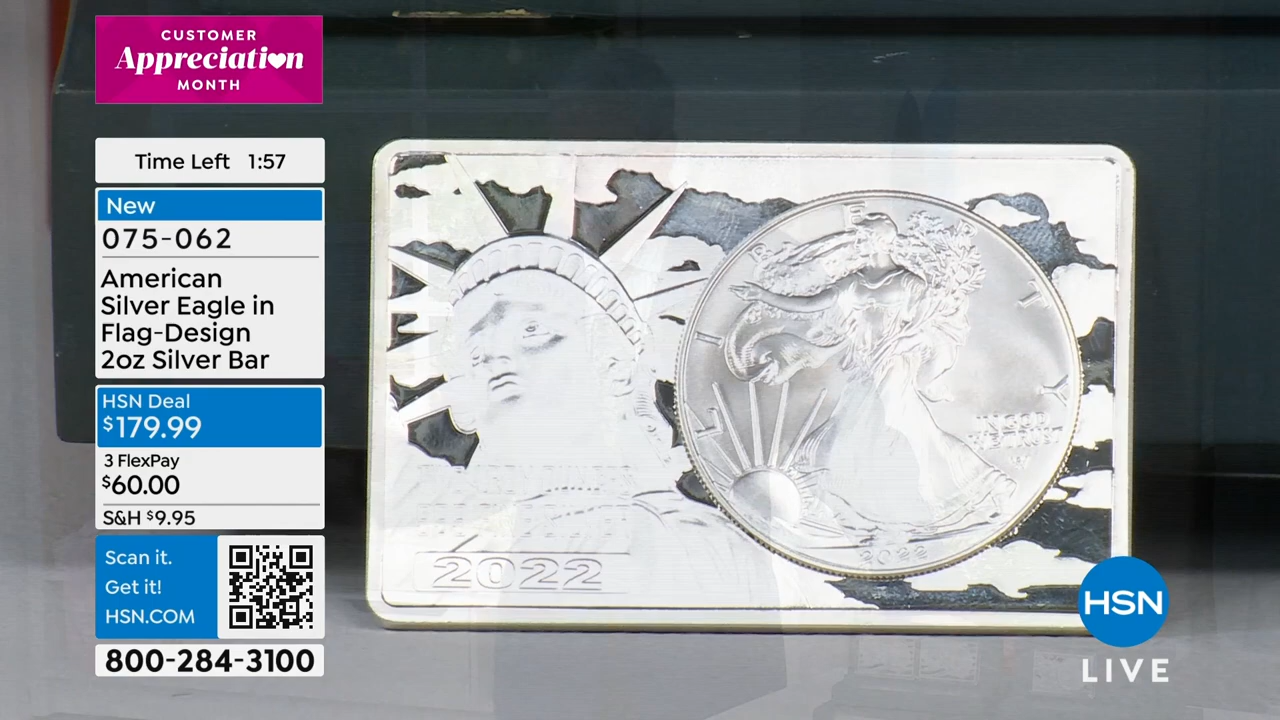 CUSTOMER
Appreciation
MONTH
Time Left 1:57
New
075-062
American
Silver Eagle in
Flag-Design
2oz Silver Bar
HSN Deal
$179.99
3 FlexPay
$60.00
S&H $9.95
Scan it.
Get it!
HSN.COM
800-284-3100
LIBERTY
IN GOD
WE TRUST
2022
2022
HSN
LIVE